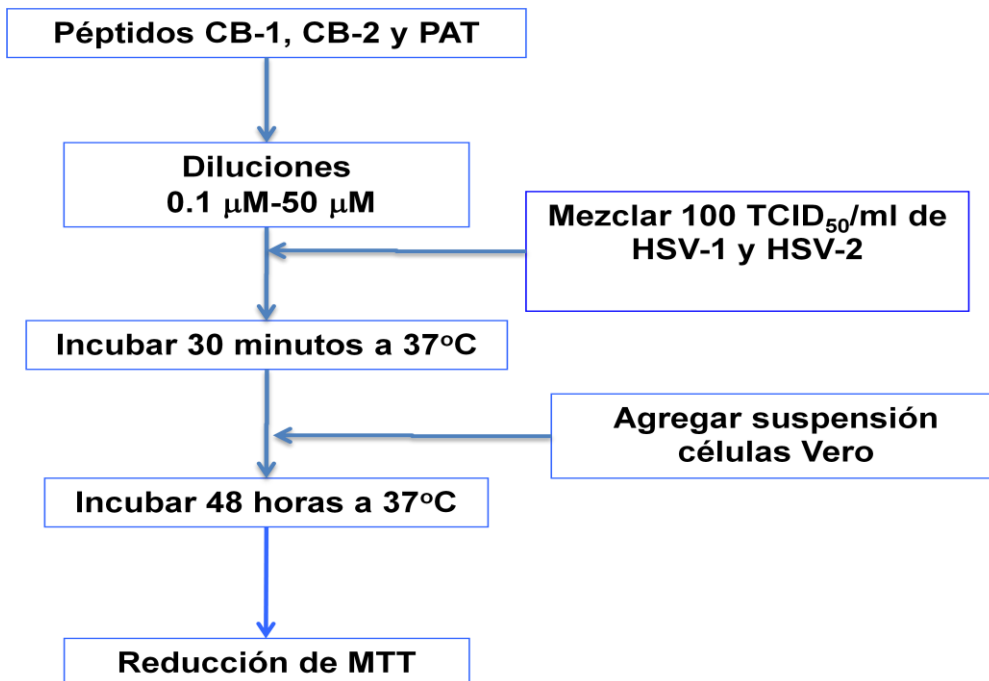 Péptidos CB-1, CB-2 y PAT
Diluciones
0.1 μM-50 μM
Mezclar 100 TCID₅₀/ml de
HSV-1 y HSV-2
Incubar 30 minutos a 37ºC
Agregar suspensión
células Vero
Incubar 48 horas a 37ºC
Reducción de MTT